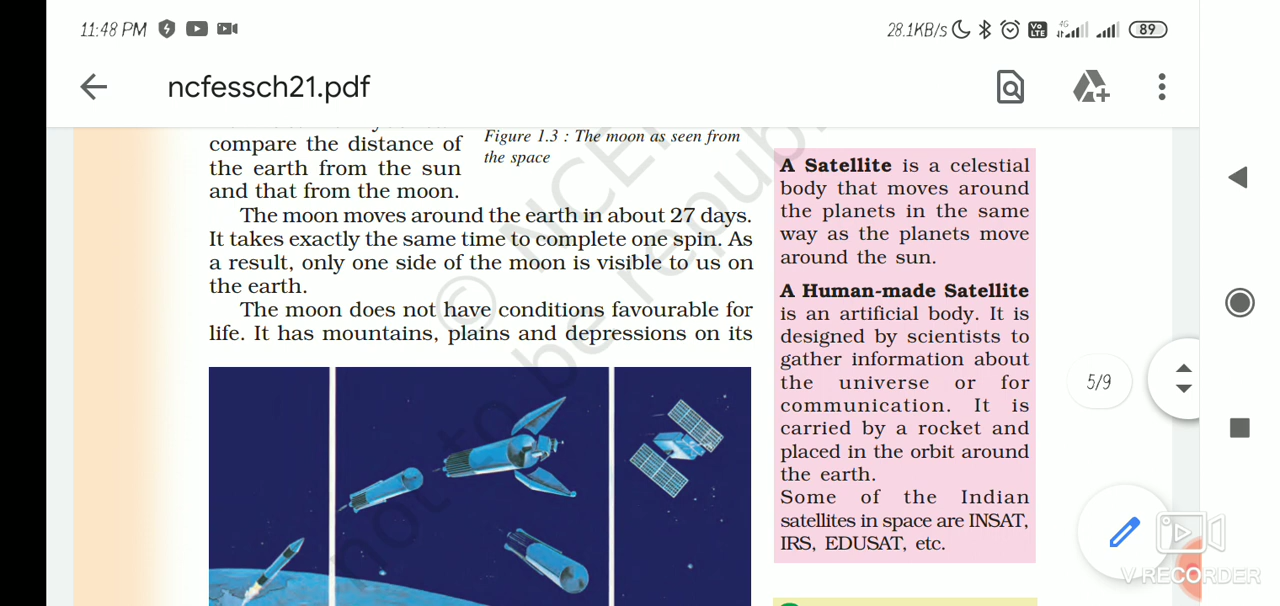 11:48 PM
28.1KB/s
4G
Vo
LTE
89
ncfessch21.pdf
compare the distance of
the earth from the sun
and that from the moon.
Figure 1.3 : The moon as seen from
the space
The moon moves around the earth in about 27 days.
It takes exactly the same time to complete one spin. As
a result, only one side of the moon is visible to us on
the earth.
The moon does not have conditions favourable for
life. It has mountains, plains and depressions on its
A Satellite is a celestial
body that moves around
the planets in the same
way as the planets move
around the sun.
A Human-made Satellite
is an artificial body. It is
designed by scientists to
gather information about
the universe or for
communication. It is
carried by a rocket and
placed in the orbit around
the earth.
Some of the Indian
satellites in space are INSAT,
IRS, EDUSAT, etc.
5/9
V RECORDER
© NCE
not to be republi